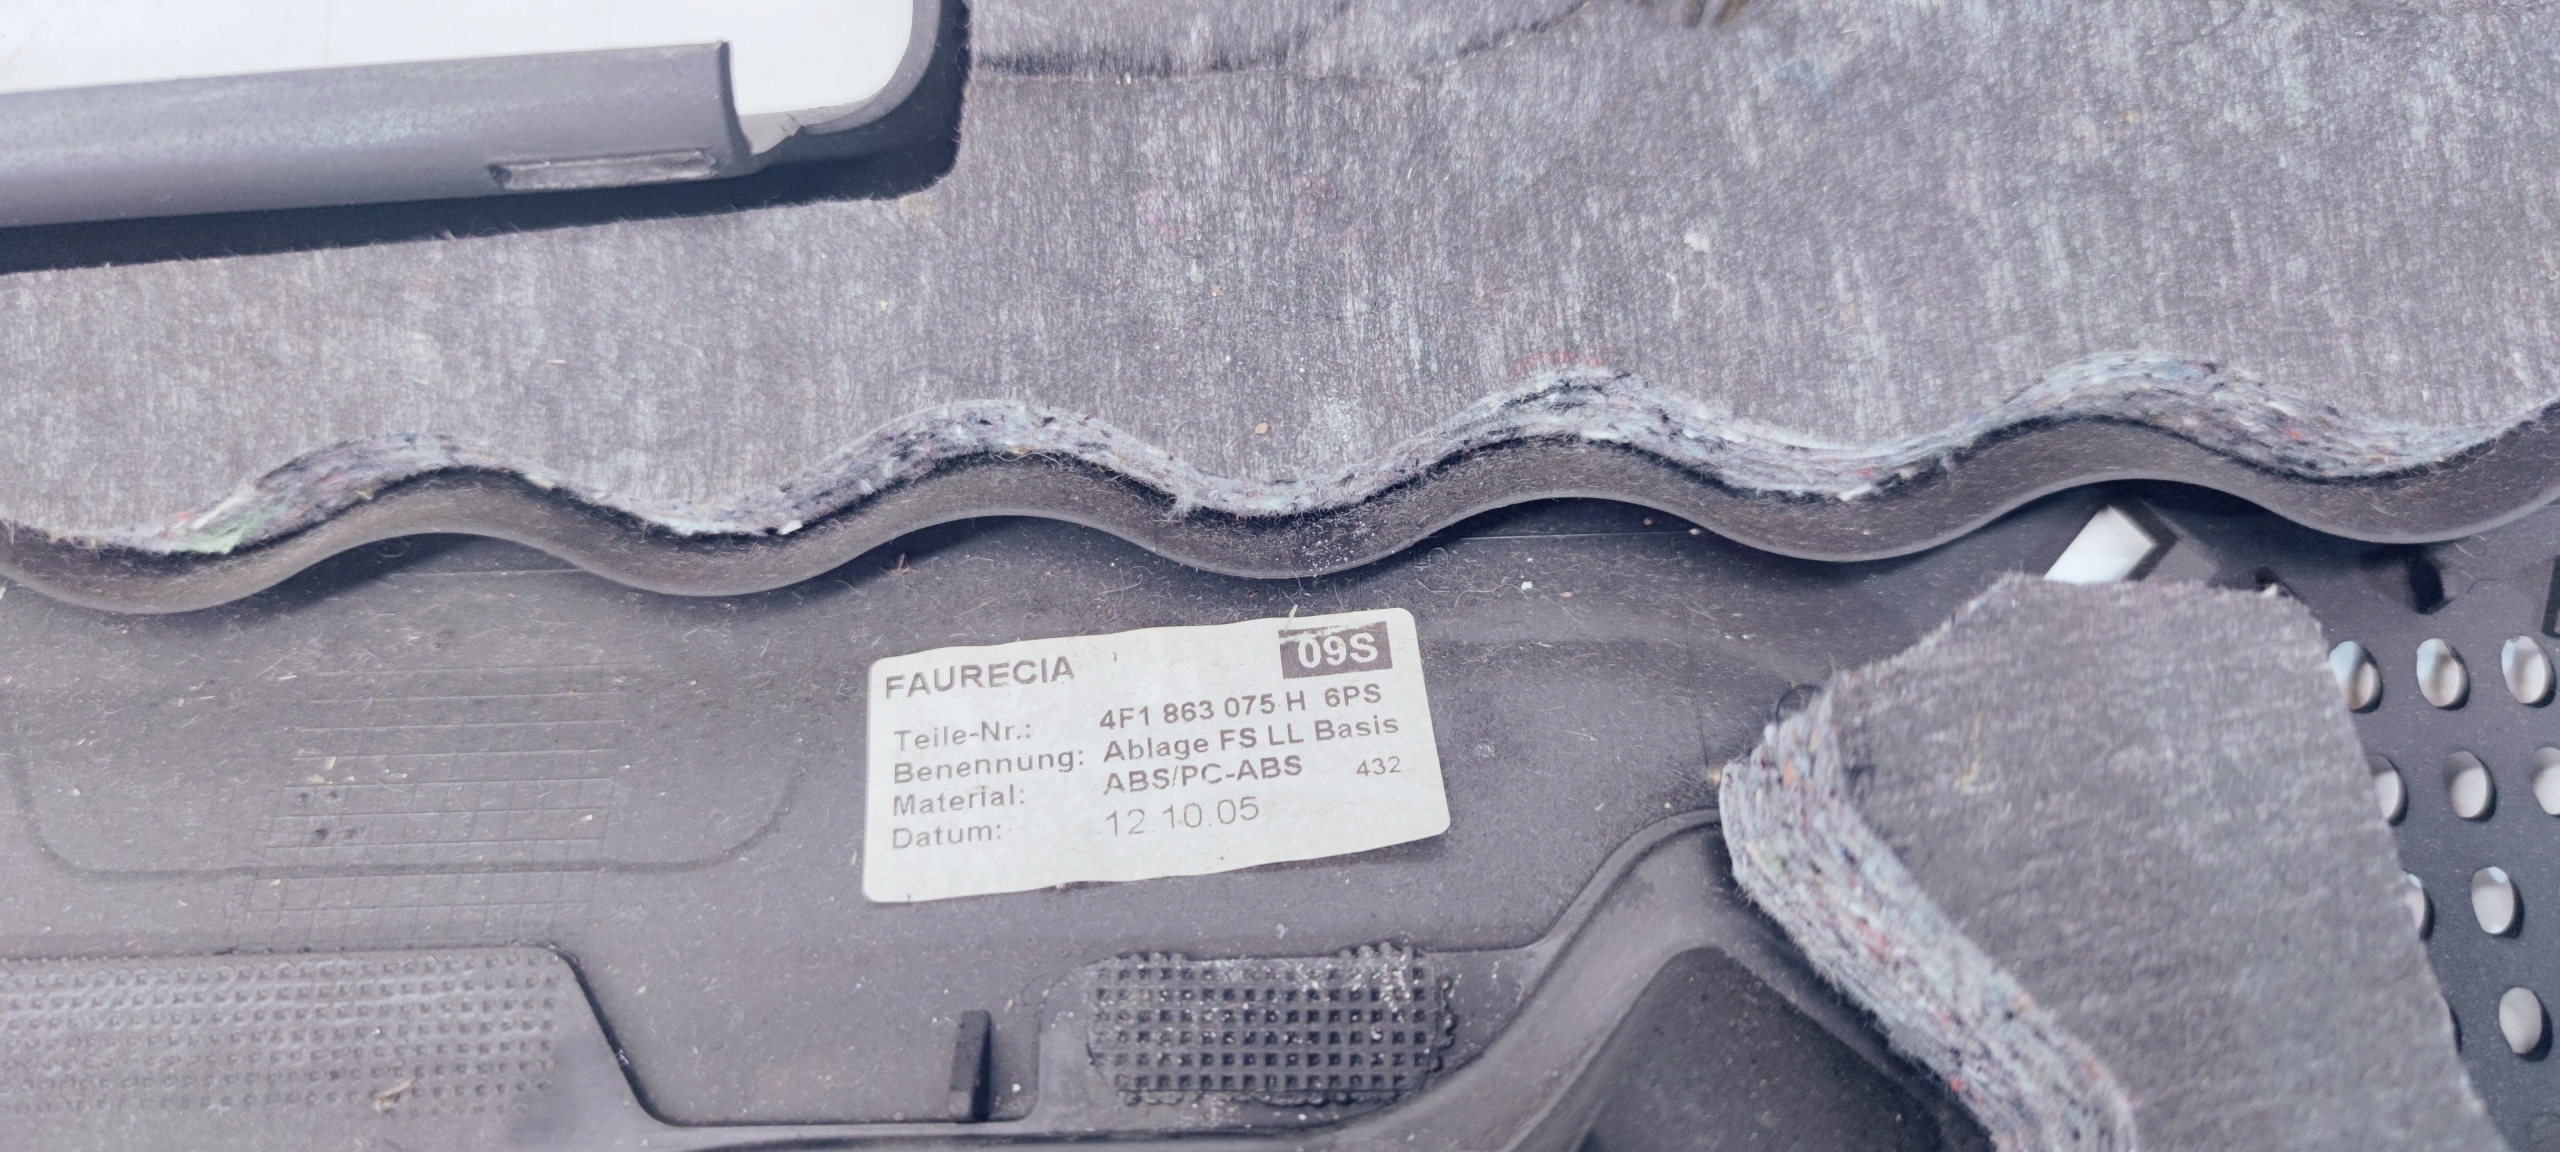 FAURECIA 09S
Teile-Nr.: 4F1 863 075 H 6PS
Benennung: Ablage FS LL Basis
Material: ABS/PC-ABS 432
Datum: 12.10.05